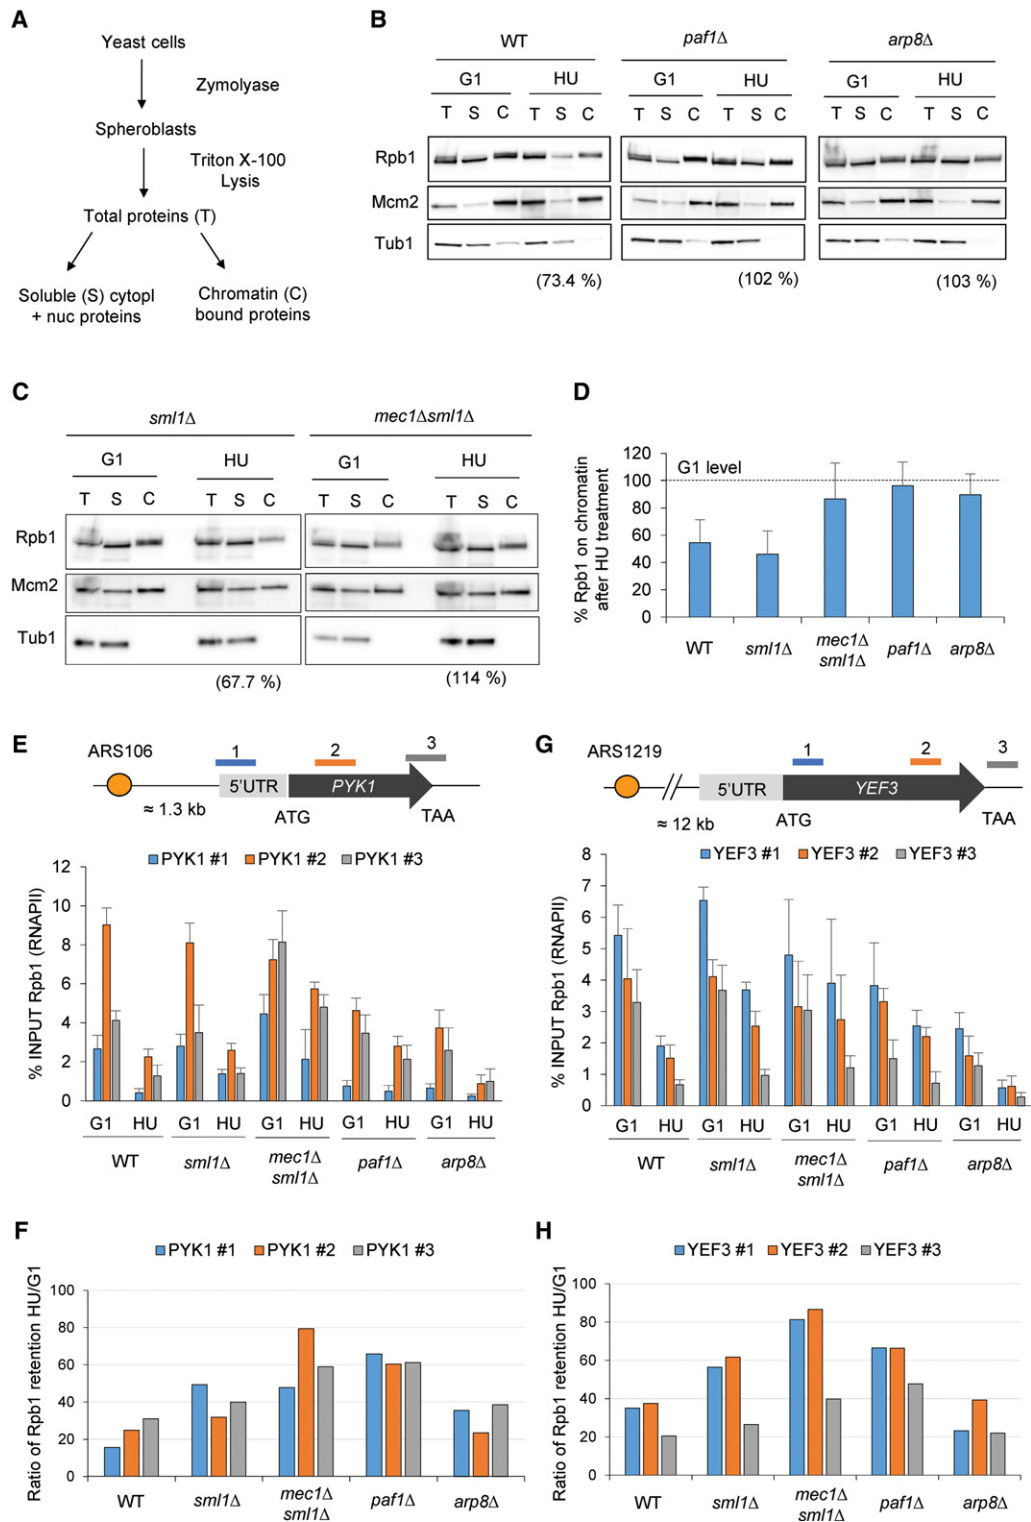 A
Yeast cells
Zymolyase
Spheroblasts
Triton X-100
Lysis
Total proteins (T)
Soluble (S) cytopl
+ nuc proteins
Chromatin (C)
bound proteins
B
WT paf1Δ arp8Δ
G1 HU G1 HU G1 HU
T S C T S C T S C T S C T S C T S C
Rpb1
Mcm2
Tub1
(73.4 %) (102 %) (103 %)
C
sml1Δ mec1Δsml1Δ
G1 HU G1 HU
T S C T S C T S C T S C
Rpb1
Mcm2
Tub1
(67.7 %) (114 %)
D
% Rpb1 on chromatin
after HU treatment
120
100
80
60
40
20
0
G1 level
WT sml1Δ mec1Δ sml1Δ paf1Δ arp8Δ
E
ARS106
1 2 3
5'UTR PYK1
≈ 1.3 kb ATG TAA
PYK1 #1 PYK1 #2 PYK1 #3
% INPUT Rpb1 (RNAPII)
12
10
8
6
4
2
0
G1 HU G1 HU G1 HU G1 HU G1 HU
WT sml1Δ mec1Δ sml1Δ paf1Δ arp8Δ
G
ARS1219
1 2 3
5'UTR YEF3
≈ 12 kb ATG TAA
YEF3 #1 YEF3 #2 YEF3 #3
% INPUT Rpb1 (RNAPII)
8
7
6
5
4
3
2
1
0
G1 HU G1 HU G1 HU G1 HU G1 HU
WT sml1Δ mec1Δ sml1Δ paf1Δ arp8Δ
F
PYK1 #1 PYK1 #2 PYK1 #3
Ratio of Rpb1 retention HU/G1
100
80
60
40
20
0
WT sml1Δ mec1Δ sml1Δ paf1Δ arp8Δ
H
YEF3 #1 YEF3 #2 YEF3 #3
Ratio of Rpb1 retention HU/G1
100
80
60
40
20
0
WT sml1Δ mec1Δ sml1Δ paf1Δ arp8Δ